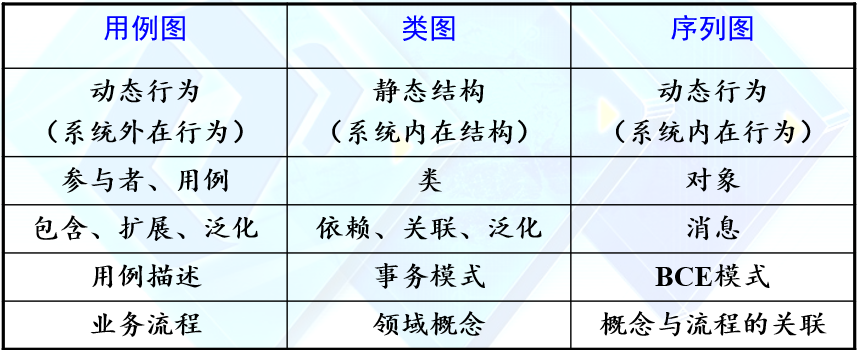 用例图 类图 序列图
动态行为 静态结构 动态行为
（系统外在行为） （系统内在结构） （系统内在行为）
参与者、用例 类 对象
包含、扩展、泛化 依赖、关联、泛化 消息
用例描述 事务模式 BCE模式
业务流程 领域概念 概念与流程的关联